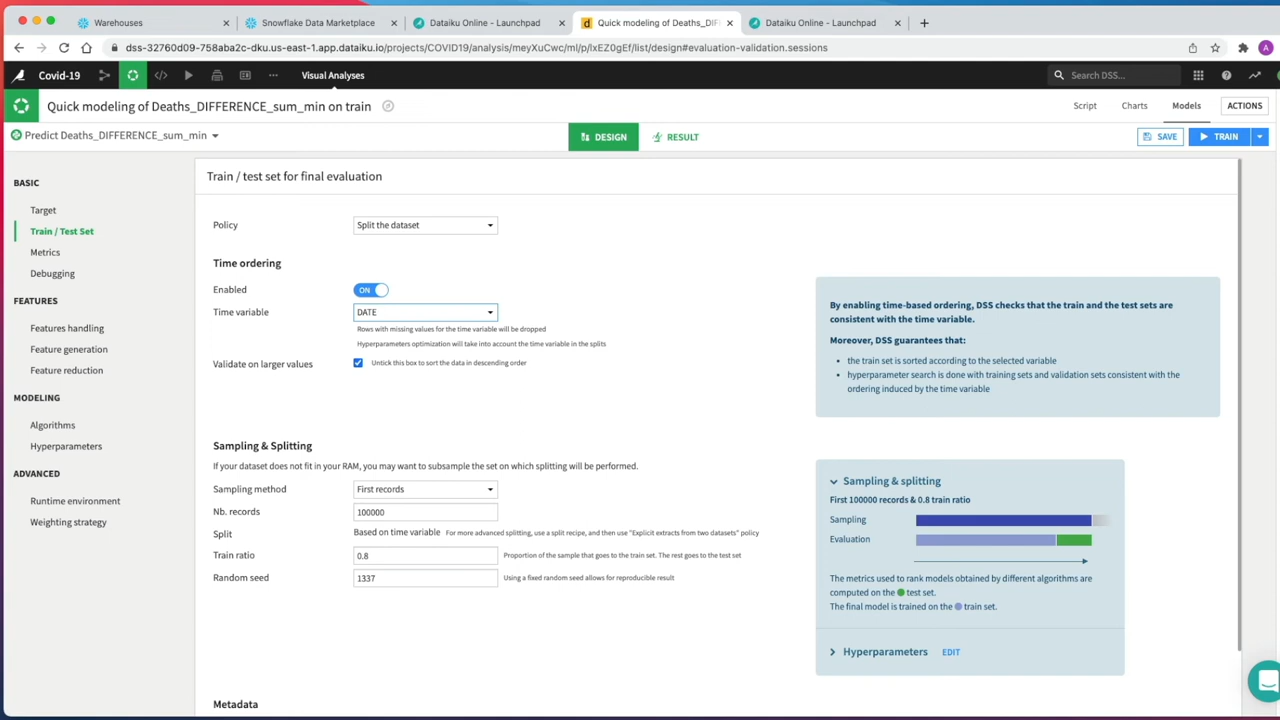 Warehouses
Snowflake Data Marketplace
Dataiku Online - Launchpad
Quick modeling of Deaths_DIFF
Dataiku Online - Launchpad
dss-32760d09-758aba2c-dku.us-east-1.app.dataiku.io/projects/COVID19/analysis/meyXuCwc/ml/p/lxEZ0gEf/list/design#evaluation-validation.sessions
A
Covid-19
Visual Analyses
Search DSS...
Quick modeling of Deaths_DIFFERENCE_sum_min on train
Script
Charts
Models
ACTIONS
Predict Deaths_DIFFERENCE_sum_min
DESIGN
RESULT
SAVE
TRAIN
BASIC
Target
Train / Test Set
Metrics
Debugging
FEATURES
Features handling
Features generation
Feature reduction
MODELING
Algorithms
Hyperparameters
ADVANCED
Runtime environment
Weighting strategy
Train / test set for final evaluation
Policy
Split the dataset
Time ordering
Enabled
ON
Time variable
DATE
Rows with missing values for the time variable will be dropped
Hyperparameters optimization will take into account the time variable in the splits
Validate on larger values
Untick this box to sort the data in descending order
By enabling time-based ordering, DSS checks that the train and the test sets are
consistent with the time variable.
Moreover, DSS guarantees that:
the train set is sorted according to the selected variable
hyperparameter search is done with training sets and validation sets consistent with the
ordering induced by the time variable
Sampling & Splitting
If your dataset does not fit in your RAM, you may want to subsample the set on which splitting will be performed.
Sampling method
First records
Nb. records
100000
Split
Based on time variable
For more advanced splitting, use a split recipe, and then use "Explicit extracts from two datasets" policy
Train ratio
0.8
Proportion of the sample that goes to the train set. The rest goes to the test set
Random seed
1337
Using a fixed random seed allows for reproducible result
Sampling & splitting
First 100000 records & 0.8 train ratio
Sampling
Evaluation
The metrics used to rank models obtained by different algorithms are
computed on the test set.
The final model is trained on the train set.
Hyperparameters
EDIT
Metadata